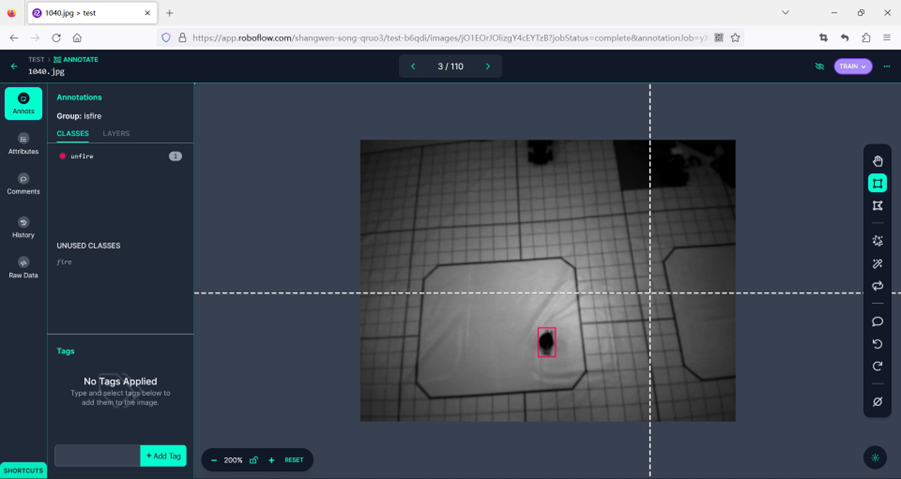 1040.jpg > test
https://app.roboflow.com/shangwen-song-qruo3/test-b6qdi/images/jO1EOrJOlizgY4cEYTzB?jobStatus=complete&annotationJob=y
TEST > ANNOTATE
1040.jpg
3 / 110
TRAIN
Annots
Attributes
Comments
History
Raw Data
SHORTCUTS
Annotations
Group: isfire
CLASSES LAYERS
unfire 1
UNUSED CLASSES
fire
Tags
No Tags Applied
Type and select tags below to
add them to the image.
+ Add Tag
200%
RESET